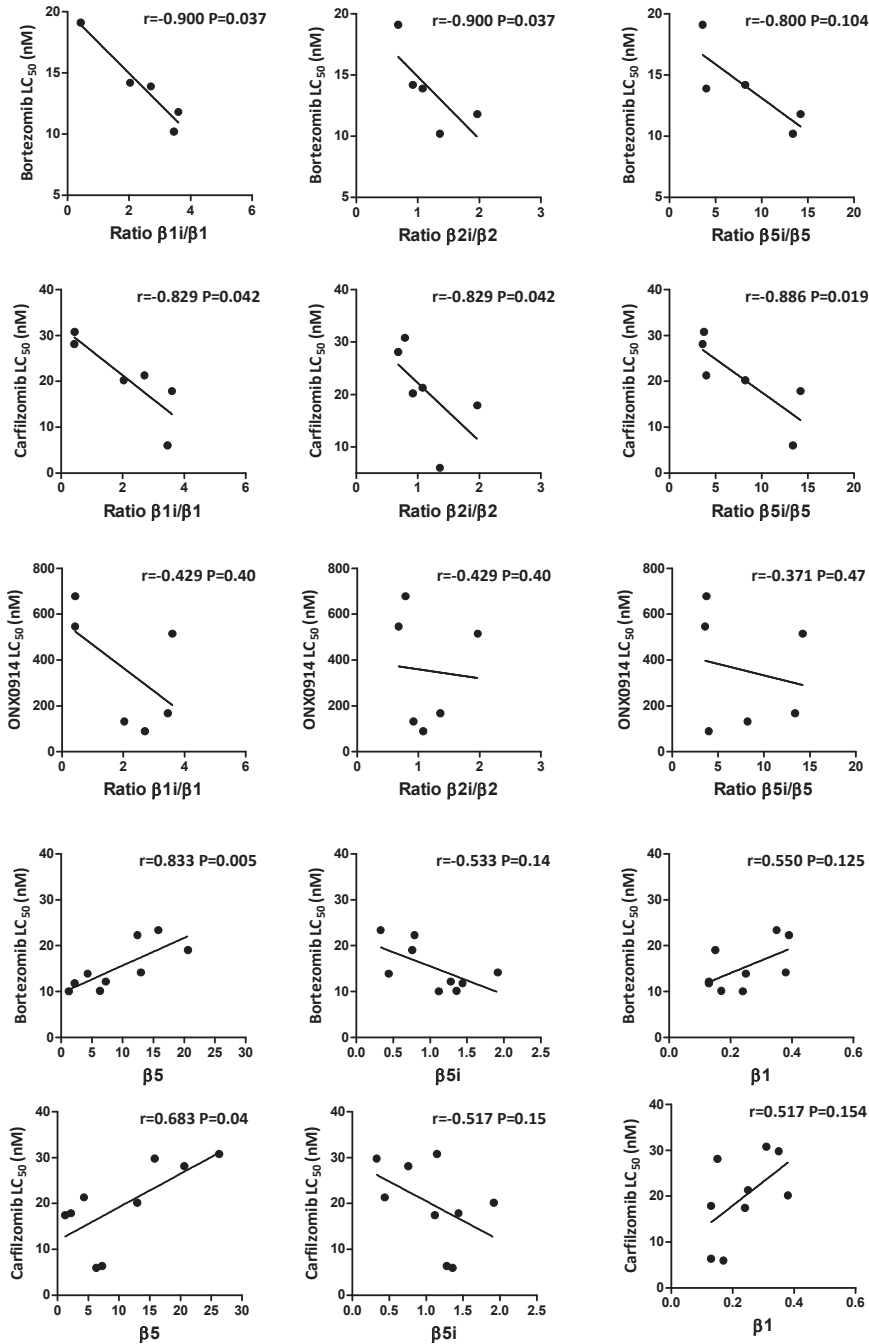 r=-0.900 P=0.037
Bortezomib LC50 (nM)
20
15
10
5
0 2 4 6
Ratio β1i/β1
r=-0.900 P=0.037
Bortezomib LC50 (nM)
20
15
10
5
0 1 2 3
Ratio β2i/β2
r=-0.800 P=0.104
Bortezomib LC50 (nM)
20
15
10
5
0 5 10 15 20
Ratio β5i/β5
r=-0.829 P=0.042
Carfilzomib LC50 (nM)
40
30
20
10
0
0 2 4 6
Ratio β1i/β1
r=-0.829 P=0.042
Carfilzomib LC50 (nM)
40
30
20
10
0 1 2 3
Ratio β2i/β2
r=-0.886 P=0.019
Carfilzomib LC50 (nM)
40
30
20
10
0
0 5 10 15 20
Ratio β5i/β5
r=-0.429 P=0.40
ONX0914 LC50 (nM)
800
600
400
200
0
0 2 4 6
Ratio β1i/β1
r=-0.429 P=0.40
ONX0914 LC50 (nM)
800
600
400
200
0
0 1 2 3
Ratio β2i/β2
r=-0.371 P=0.47
ONX0914 LC50 (nM)
800
600
400
200
0
0 5 10 15 20
Ratio β5i/β5
r=0.833 P=0.005
Bortezomib LC50 (nM)
40
30
20
10
0
0 5 10 15 20 25 30
β5
r=-0.533 P=0.14
Bortezomib LC50 (nM)
40
30
20
10
0
0.0 0.5 1.0 1.5 2.0 2.5
β5i
r=0.550 P=0.125
Bortezomib LC50 (nM)
40
30
20
10
0
0.0 0.2 0.4 0.6
β1
r=0.683 P=0.04
Carfilzomib LC50 (nM)
40
30
20
10
0
0 5 10 15 20 25 30
β5
r=-0.517 P=0.15
Carfilzomib LC50 (nM)
40
30
20
10
0
0.0 0.5 1.0 1.5 2.0 2.5
β5i
r=0.517 P=0.154
Carfilzomib LC50 (nM)
40
30
20
10
0
0.0 0.2 0.4 0.6
β1